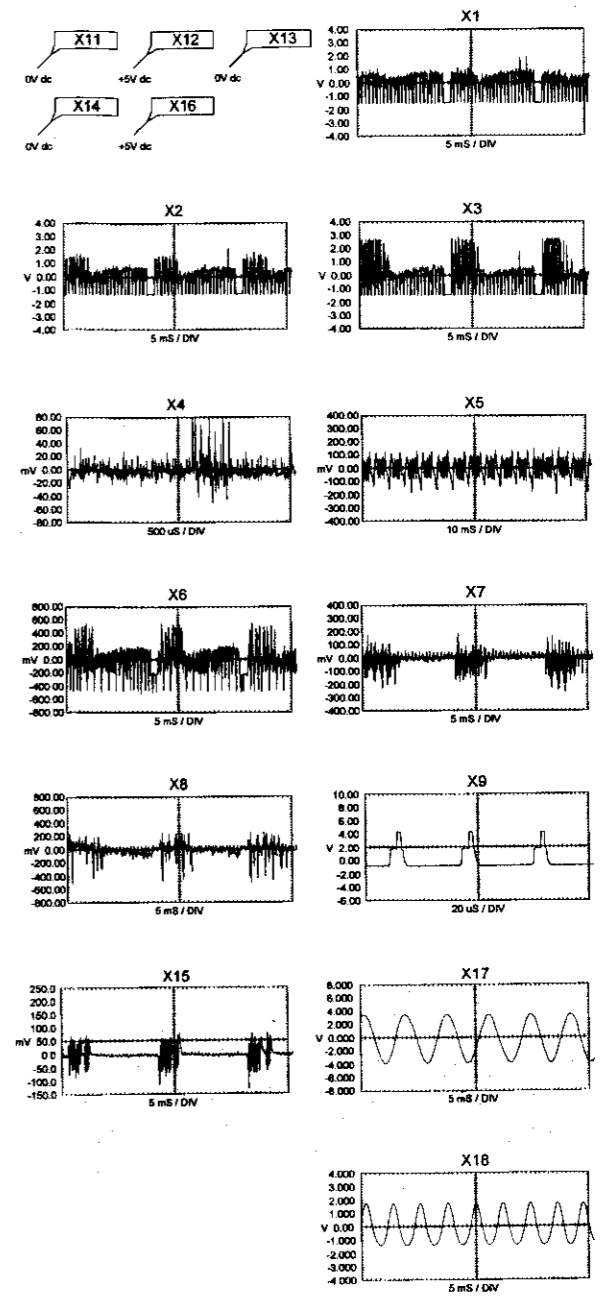 X1
X11 X12 X13
0V dc +5V dc 0V dc
X14 X16
0V dc +5V dc
4.00
3.00
2.00
1.00
V 0.00
-1.00
-2.00
-3.00
-4.00
5 mS / DIV
X2
4.00
3.00
2.00
1.00
V 0.00
-1.00
-2.00
-3.00
-4.00
5 mS / DIV
X3
4.00
3.00
2.00
1.00
V 0.00
-1.00
-2.00
-3.00
-4.00
5 mS / DIV
X4
80.00
60.00
40.00
20.00
mV 0.00
-20.00
-40.00
-60.00
-80.00
500 uS / DIV
X5
400.00
300.00
200.00
100.00
mV 0.00
-100.00
-200.00
-300.00
-400.00
10 mS / DIV
X6
800.00
600.00
400.00
200.00
mV 0.00
-200.00
-400.00
-600.00
-800.00
5 mS / DIV
X7
400.00
300.00
200.00
100.00
mV 0.00
-100.00
-200.00
-300.00
-400.00
5 mS / DIV
X8
800.00
600.00
400.00
200.00
mV 0.00
-200.00
-400.00
-600.00
-800.00
5 mS / DIV
X9
10.00
8.00
6.00
4.00
V 2.00
0.00
-2.00
-4.00
-6.00
20 uS / DIV
X15
250.0
200.0
150.0
100.0
mV 50.0
0.0
-50.0
-100.0
-150.0
5 mS / DIV
X17
8.000
6.000
4.000
2.000
V 0.000
-2.000
-4.000
-6.000
-8.000
5 mS / DIV
X18
4.000
3.000
2.000
1.000
V 0.00
-1.000
-2.000
-3.000
-4.000
5 mS / DIV